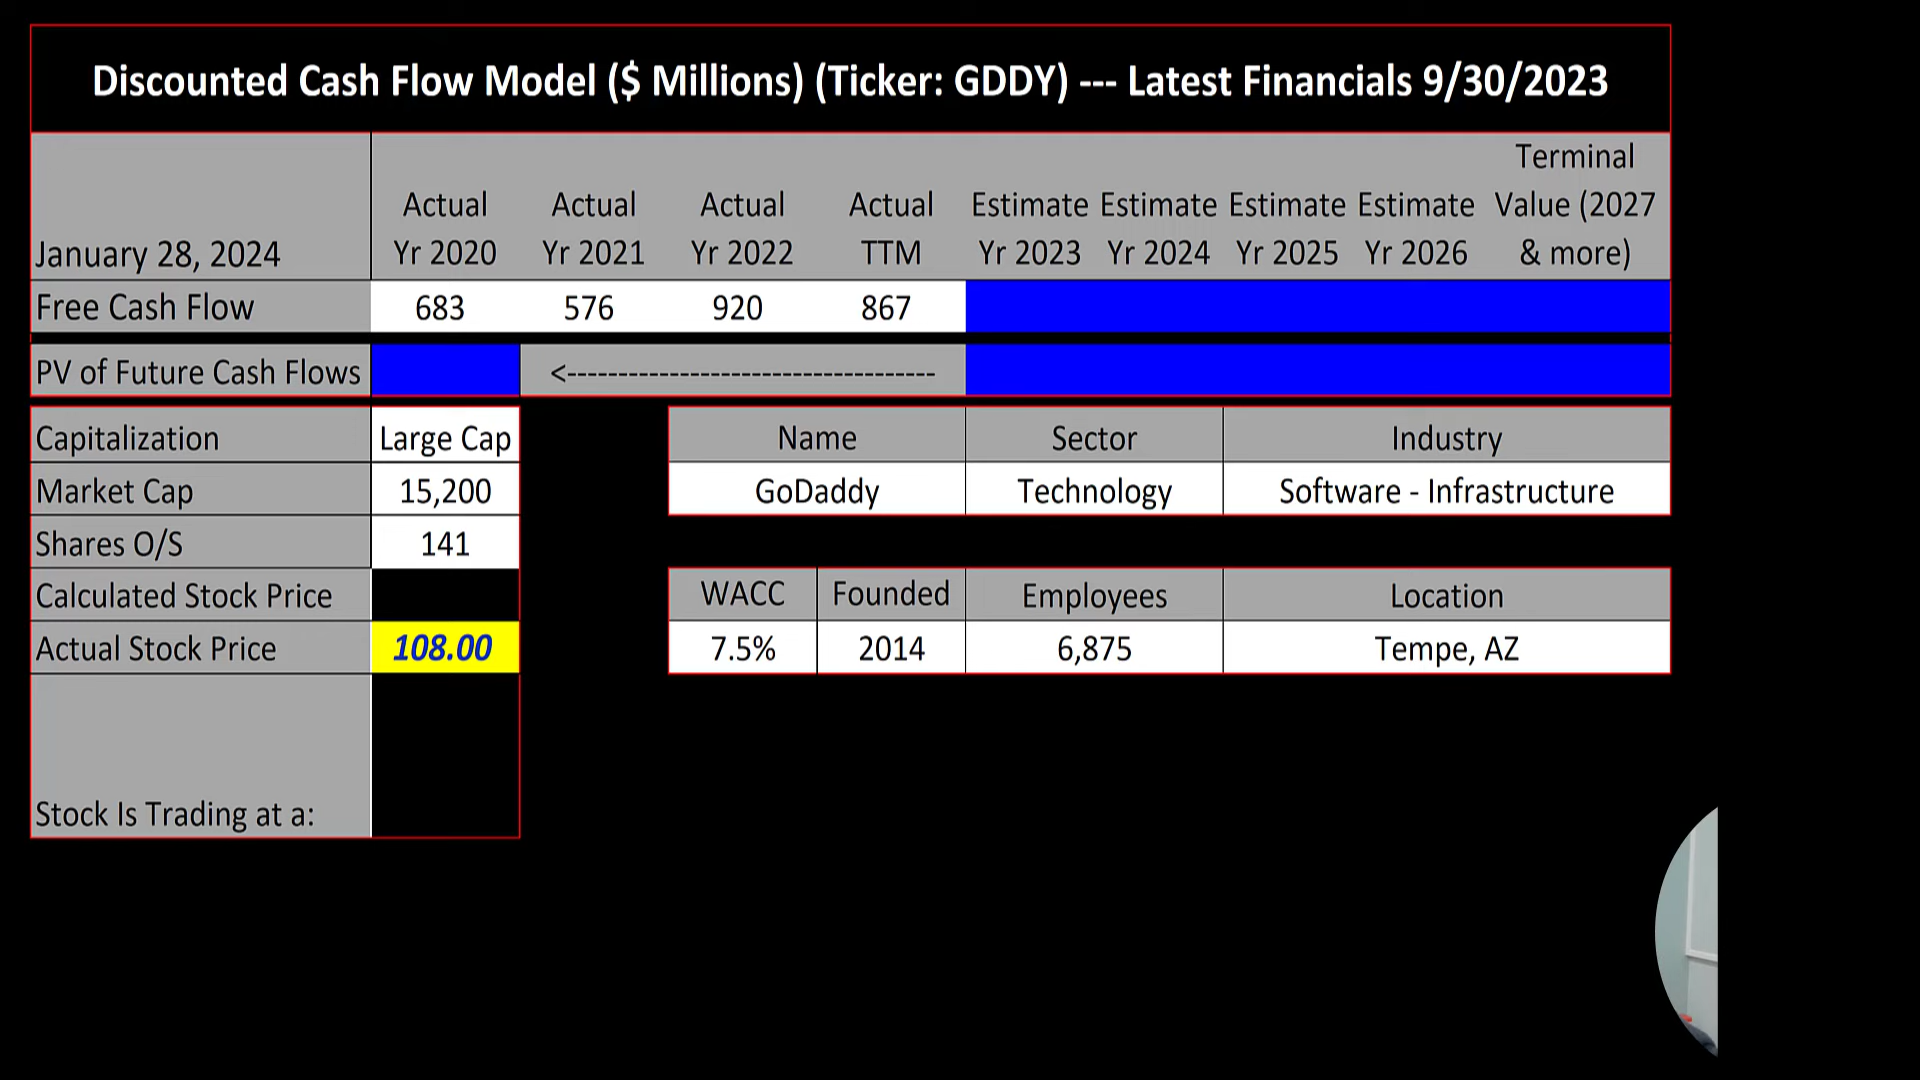 Discounted Cash Flow Model ($ Millions) (Ticker: GDDY) --- Latest Financials 9/30/2023
Terminal
Actual Actual Actual Actual Estimate Estimate Estimate Estimate Value (2027
January 28, 2024 Yr 2020 Yr 2021 Yr 2022 TTM Yr 2023 Yr 2024 Yr 2025 Yr 2026 & more)
Free Cash Flow 683 576 920 867
PV of Future Cash Flows <-----------------------------------
Capitalization Large Cap Name Sector Industry
Market Cap 15,200 GoDaddy Technology Software - Infrastructure
Shares O/S 141
Calculated Stock Price WACC Founded Employees Location
Actual Stock Price 108.00 7.5% 2014 6,875 Tempe, AZ
Stock Is Trading at a: